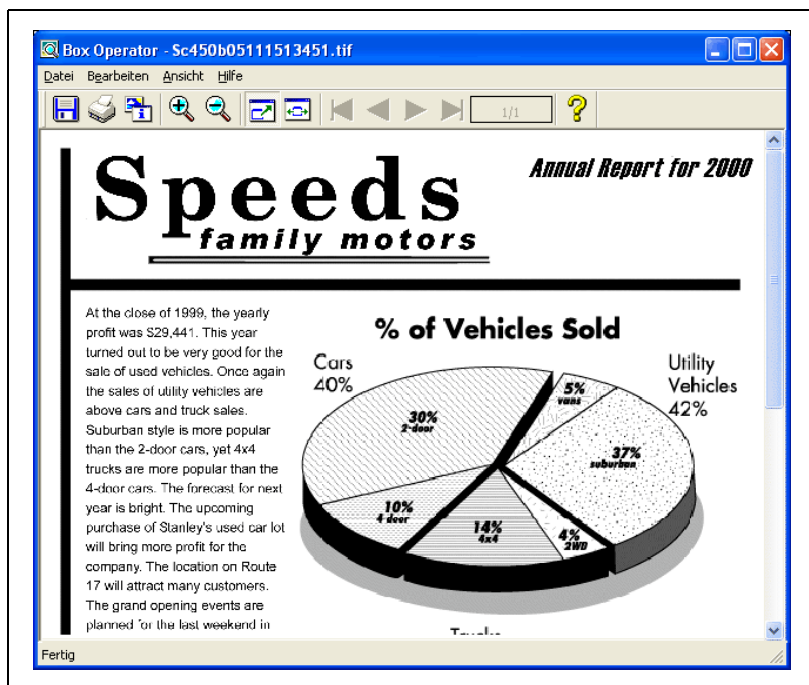 Box Operator - Sc450b05111513451.tif
Datei Bearbeiten Ansicht Hilfe
1/1
Speeds
family motors
Annual Report for 2000
At the close of 1999, the yearly
profit was $29,441. This year
turned out to be very good for the
sale of used vehicles. Once again
the sales of utility vehicles are
above cars and truck sales.
Suburban style is more popular
than the 2-door cars, yet 4x4
trucks are more popular than the
4-door cars. The forecast for next
year is bright. The upcoming
purchase of Stanley's used car lot
will bring more profit for the
company. The location on Route
17 will attract many customers.
The grand opening events are
planned for the last weekend in
% of Vehicles Sold
Cars
40%
Utility
Vehicles
42%
5%
vans
30%
2-door
37%
suburban
10%
4 door
14%
4x4
4%
2WD
Trucks
Fertig